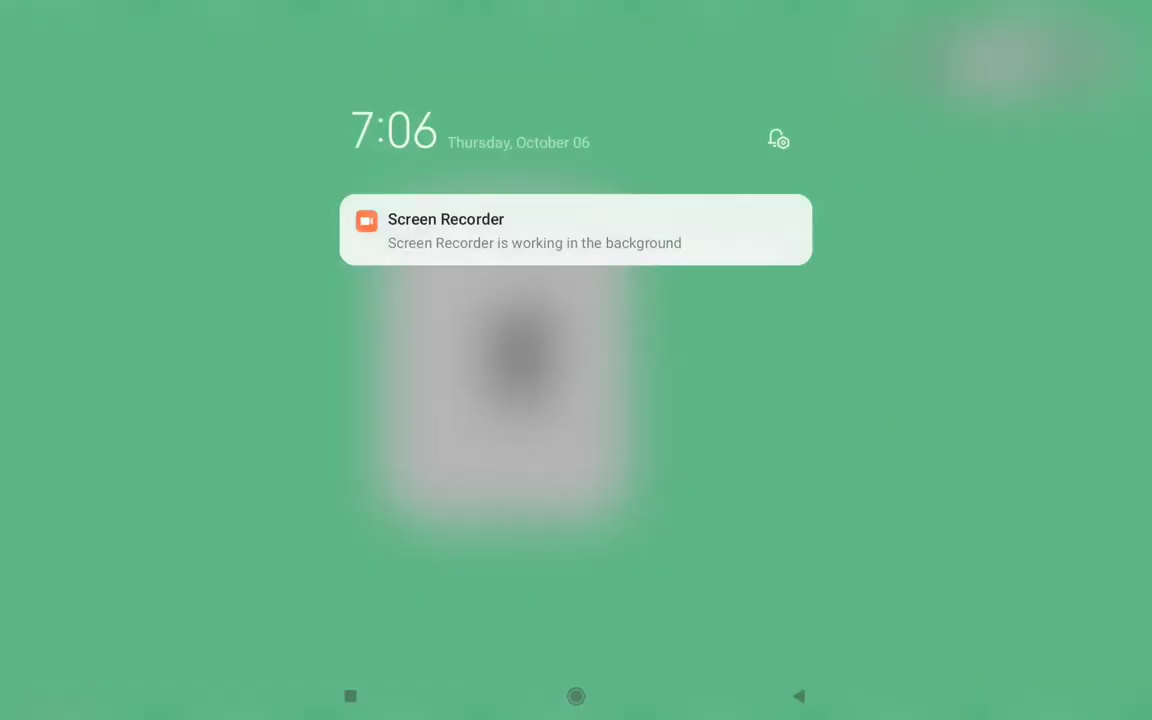 7:06 Thursday, October 06
Screen Recorder
Screen Recorder is working in the background